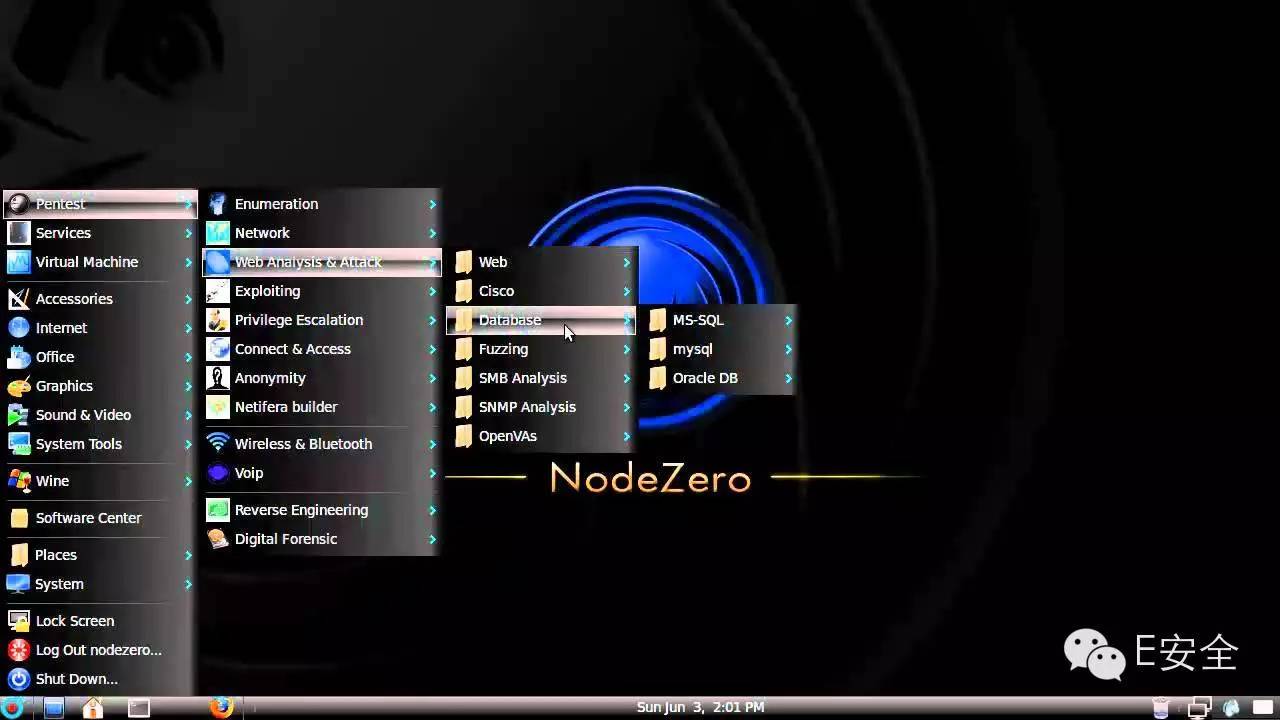 Pentest
Services
Virtual Machine
Accessories
Internet
Office
Graphics
Sound & Video
System Tools
Wine
Software Center
Places
System
Lock Screen
Log Out nodezero...
Shut Down...
Enumeration
Network
Web Analysis & Attack
Exploiting
Privilege Escalation
Connect & Access
Anonymity
Netifera builder
Wireless & Bluetooth
Voip
Reverse Engineering
Digital Forensic
Web
Cisco
Database
Fuzzing
SMB Analysis
SNMP Analysis
OpenVAs
MS-SQL
mysql
Oracle DB
NodeZero
E安全
Sun Jun 3, 2:01 PM